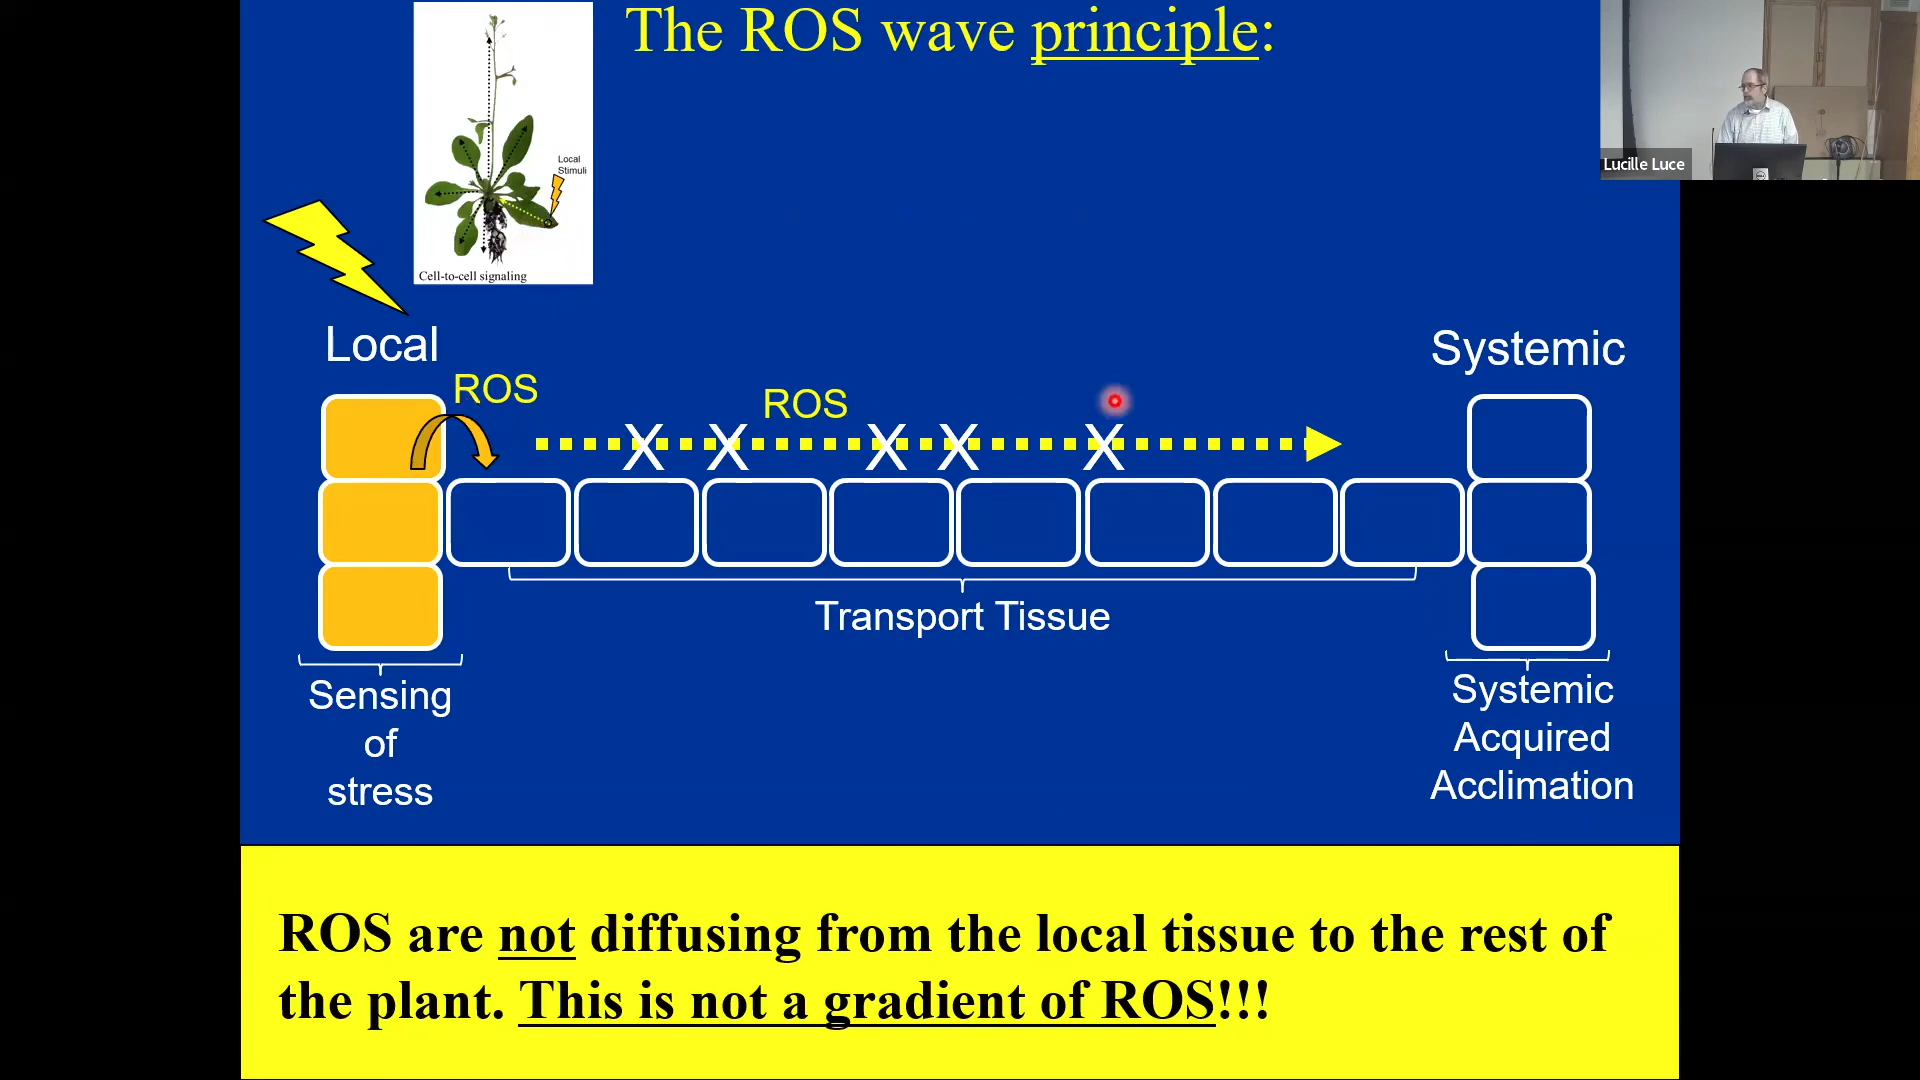 The ROS wave principle:
Local
Stimuli
Cell-to-cell signaling
Lucille Luce
Local
Systemic
ROS
ROS
X X X X X
Transport Tissue
Sensing
of
stress
Systemic
Acquired
Acclimation
ROS are not diffusing from the local tissue to the rest of
the plant. This is not a gradient of ROS!!!